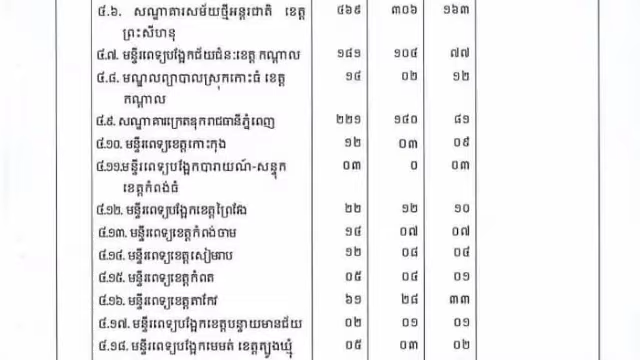 ៤.៦. សណ្ឋាគារសម័យថ្មីអន្តរជាតិ ខេត្ត ៤៦៩ ៣០៦ ១៦៣
ព្រះសីហនុ
៤.៧. មន្ទីរពេទ្យបង្អែកជ័យជំនះខេត្ត កណ្តាល ១៨១ ១០៤ ៧៧
៤.៨. មណ្ឌលព្យាបាលស្រុកកោះធំ ខេត្ត ១៤ ០២ ១២
កណ្តាល
៤.៩. សណ្ឋាគារក្រេតឌុករាជធានីភ្នំពេញ ២២១ ១៤០ ៨១
៤.១០. មន្ទីរពេទ្យខេត្តកោះកុង ១២ ០៣ ០៩
៤.១១.មន្ទីរពេទ្យបង្អែកបារាយណ៍-សន្ទុក ០៣ ០ ០៣
ខេត្តកំពង់ធំ
៤.១២. មន្ទីរពេទ្យបង្អែកខេត្តព្រៃវែង ២២ ១២ ១០
៤.១៣. មន្ទីរពេទ្យខេត្តកំពង់ចាម ១៤ ០៧ ០៧
៤.១៤. មន្ទីរពេទ្យខេត្តសៀមរាប ១២ ០៨ ០៤
៤.១៥. មន្ទីរពេទ្យខេត្តកំពត ០៥ ០៤ ០១
៤.១៦. មន្ទីរពេទ្យខេត្តតាកែវ ៦១ ២៨ ៣៣
៤.១៧. មន្ទីរពេទ្យបង្អែកខេត្តបន្ទាយមានជ័យ ០២ ០១ ០១
៤.១៨. មន្ទីរពេទ្យបង្អែកមេមត់ ខេត្តត្បូងឃ្មុំ ០៥ ០៣ ០២